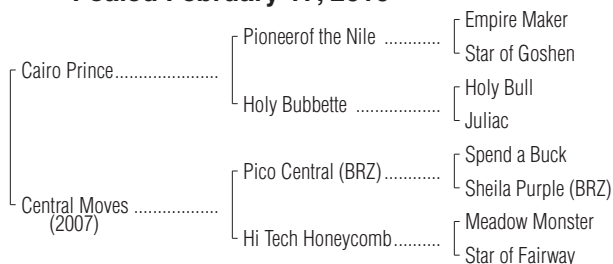 Foaled February
Empire Maker
Pioneerof the Nile ............
Star of Goshen
Cairo Prince......................
Holy Bull
Holy Bubbette .................
Juliac
Spend a Buck
Pico Central (BRZ)............
Sheila Purple (BRZ)
Central Moves ..................
(2007)
Meadow Monster
Hi Tech Honeycomb..........
Star of Fairway